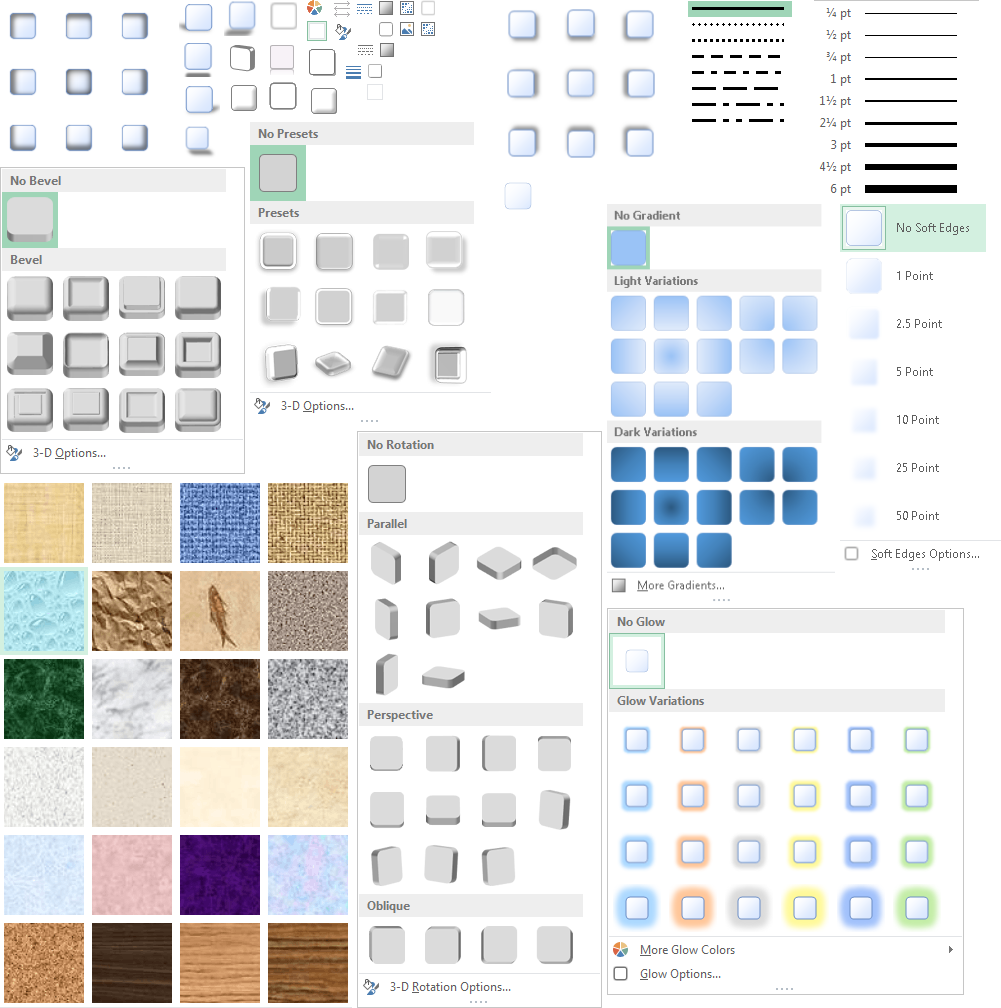 ¼ pt
½ pt
¾ pt
1 pt
1½ pt
2¼ pt
3 pt
4½ pt
6 pt
No Presets
Presets
3-D Options...
No Bevel
Bevel
3-D Options...
No Gradient
Light Variations
Dark Variations
More Gradients...
No Soft Edges
1 Point
2.5 Point
5 Point
10 Point
25 Point
50 Point
Soft Edges Options...
No Rotation
Parallel
Perspective
Oblique
3-D Rotation Options...
No Glow
Glow Variations
More Glow Colors
Glow Options...